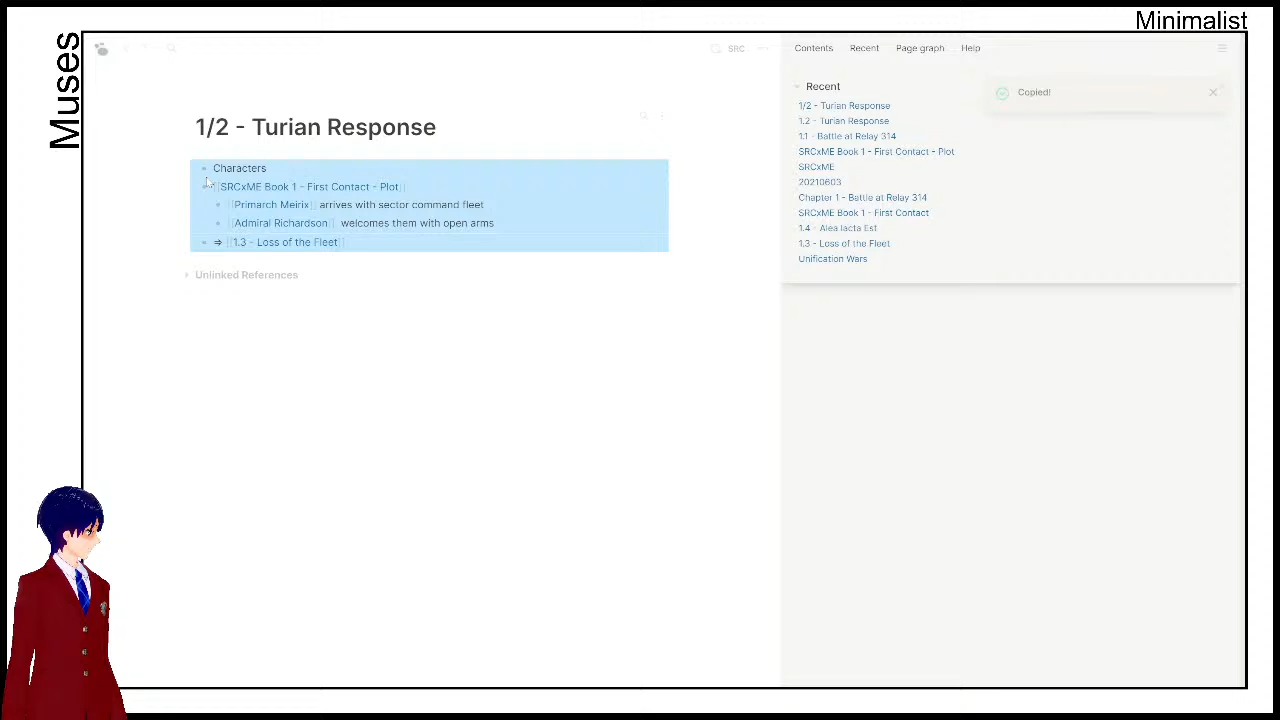 Minimalist
Muses
SRC
Contents Recent Page graph Help
Recent
Copied!
1/2 - Turian Response
1.2 - Turian Response
1.1 - Battle at Relay 314
SRCxME Book 1 - First Contact - Plot
SRCxME
20210603
Chapter 1 - Battle at Relay 314
SRCxME Book 1 - First Contact
1.4 - Alea Iacta Est
1.3 - Loss of the Fleet
Unification Wars
1/2 - Turian Response
Characters
[[SRCxME Book 1 - First Contact - Plot]]
[[Primarch Meirix]] arrives with sector command fleet
[[Admiral Richardson]] welcomes them with open arms
⇒ [[1.3 - Loss of the Fleet]]
Unlinked References